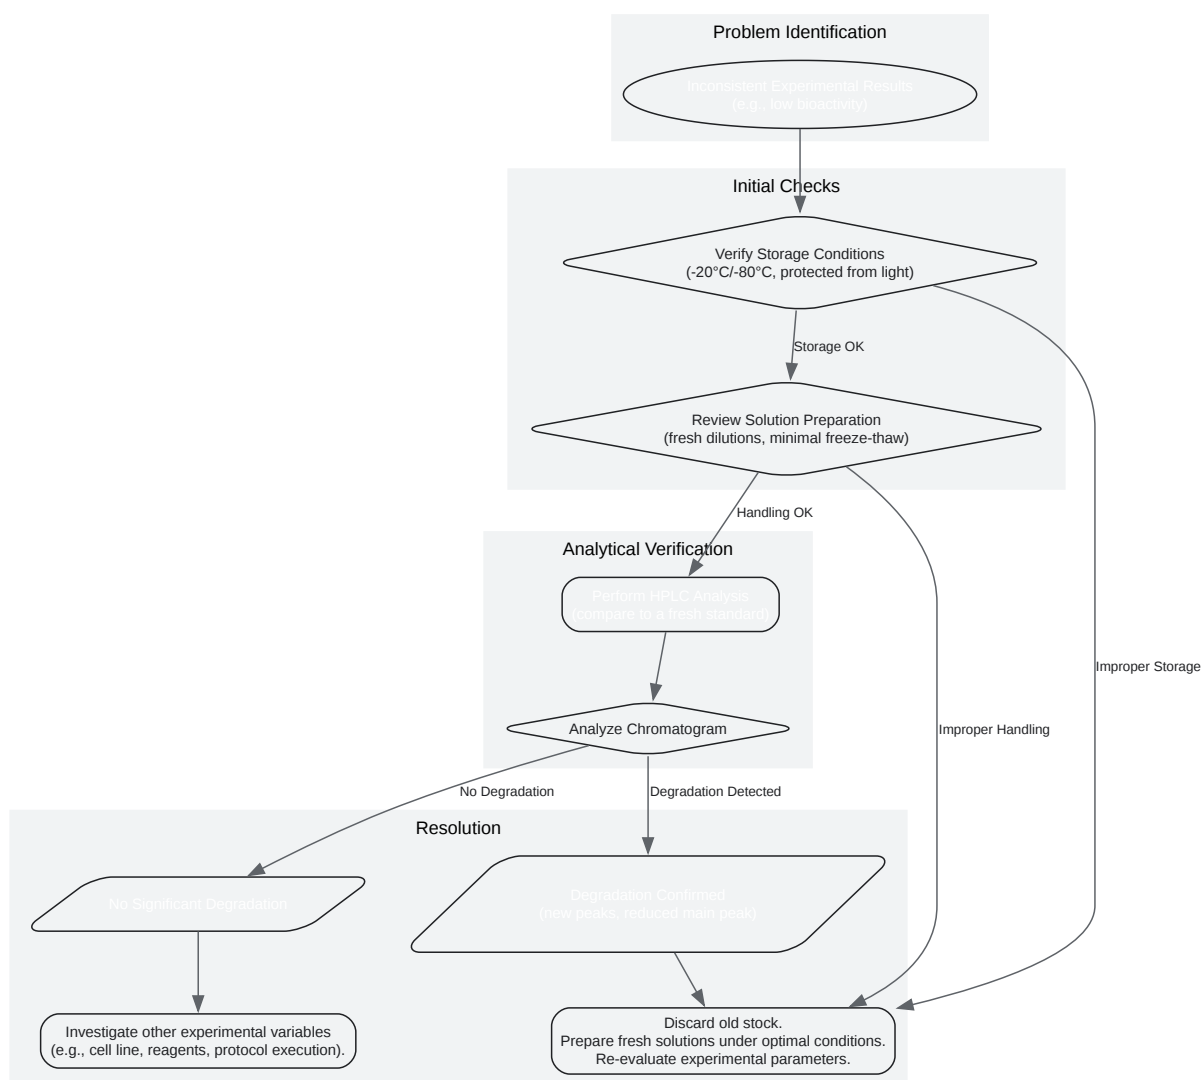 Problem Identification
Inconsistent Experimental Results
(e.g., low bioactivity)
Initial Checks
Verify Storage Conditions
(-20°C/-80°C, protected from light)
Storage OK
Review Solution Preparation
(fresh dilutions, minimal freeze-thaw)
Handling OK
Analytical Verification
Perform HPLC Analysis
(compare to a fresh standard)
Improper Storage
Analyze Chromatogram
Improper Handling
No Degradation
Degradation Detected
Resolution
No Significant Degradation
Degradation Confirmed
(new peaks, reduced main peak)
Investigate other experimental variables
(e.g., cell line, reagents, protocol execution).
Discard old stock.
Prepare fresh solutions under optimal conditions.
Re-evaluate experimental parameters.